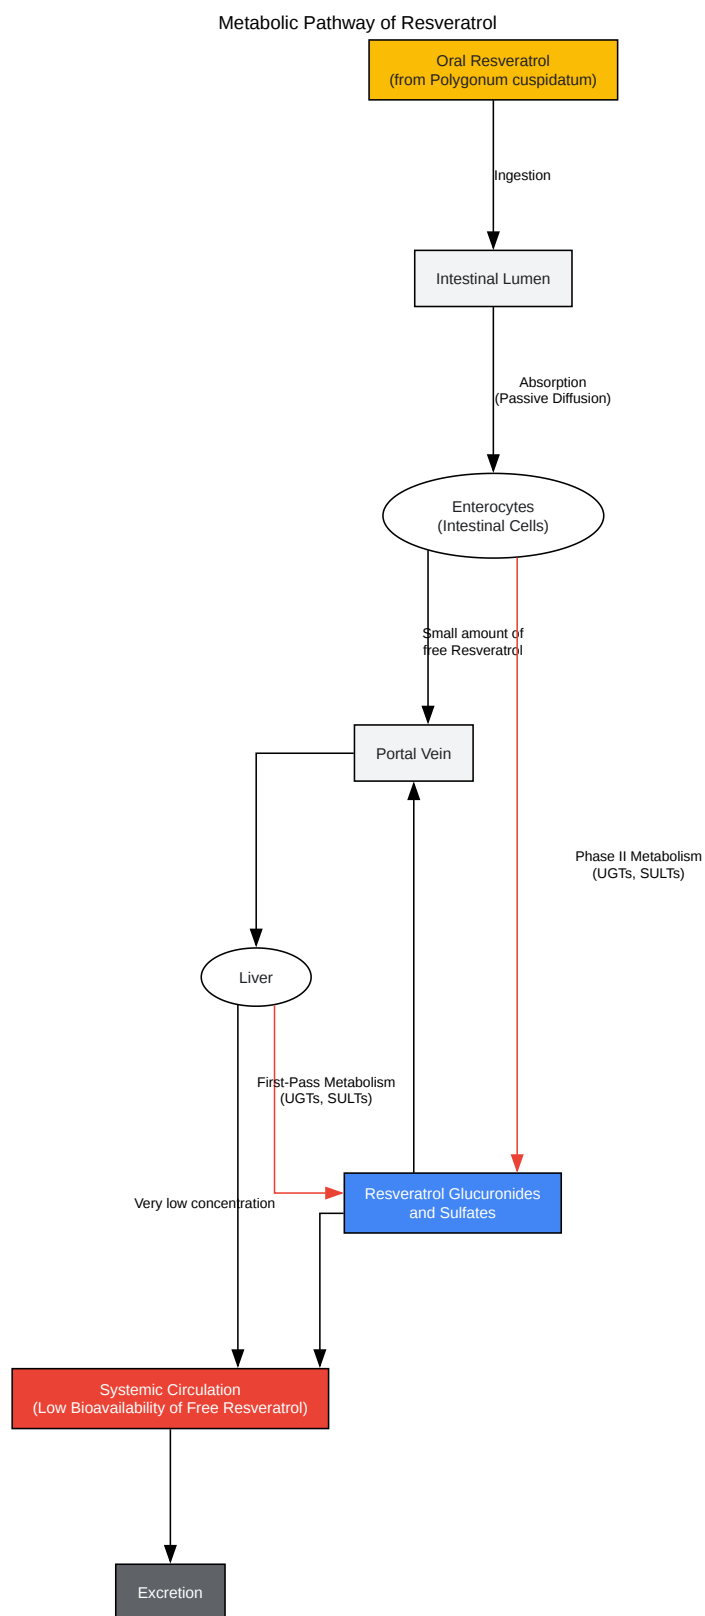 Metabolic Pathway of Resveratrol
Oral Resveratrol
(from Polygonum cuspidatum)
Ingestion
Intestinal Lumen
Absorption
(Passive Diffusion)
Enterocytes
(Intestinal Cells)
Small amount of
free Resveratrol
Portal Vein
Phase II Metabolism
(UGTs, SULTs)
Liver
First-Pass Metabolism
(UGTs, SULTs)
Resveratrol Glucuronides
and Sulfates
Very low concentration
Systemic Circulation
(Low Bioavailability of Free Resveratrol)
Excretion